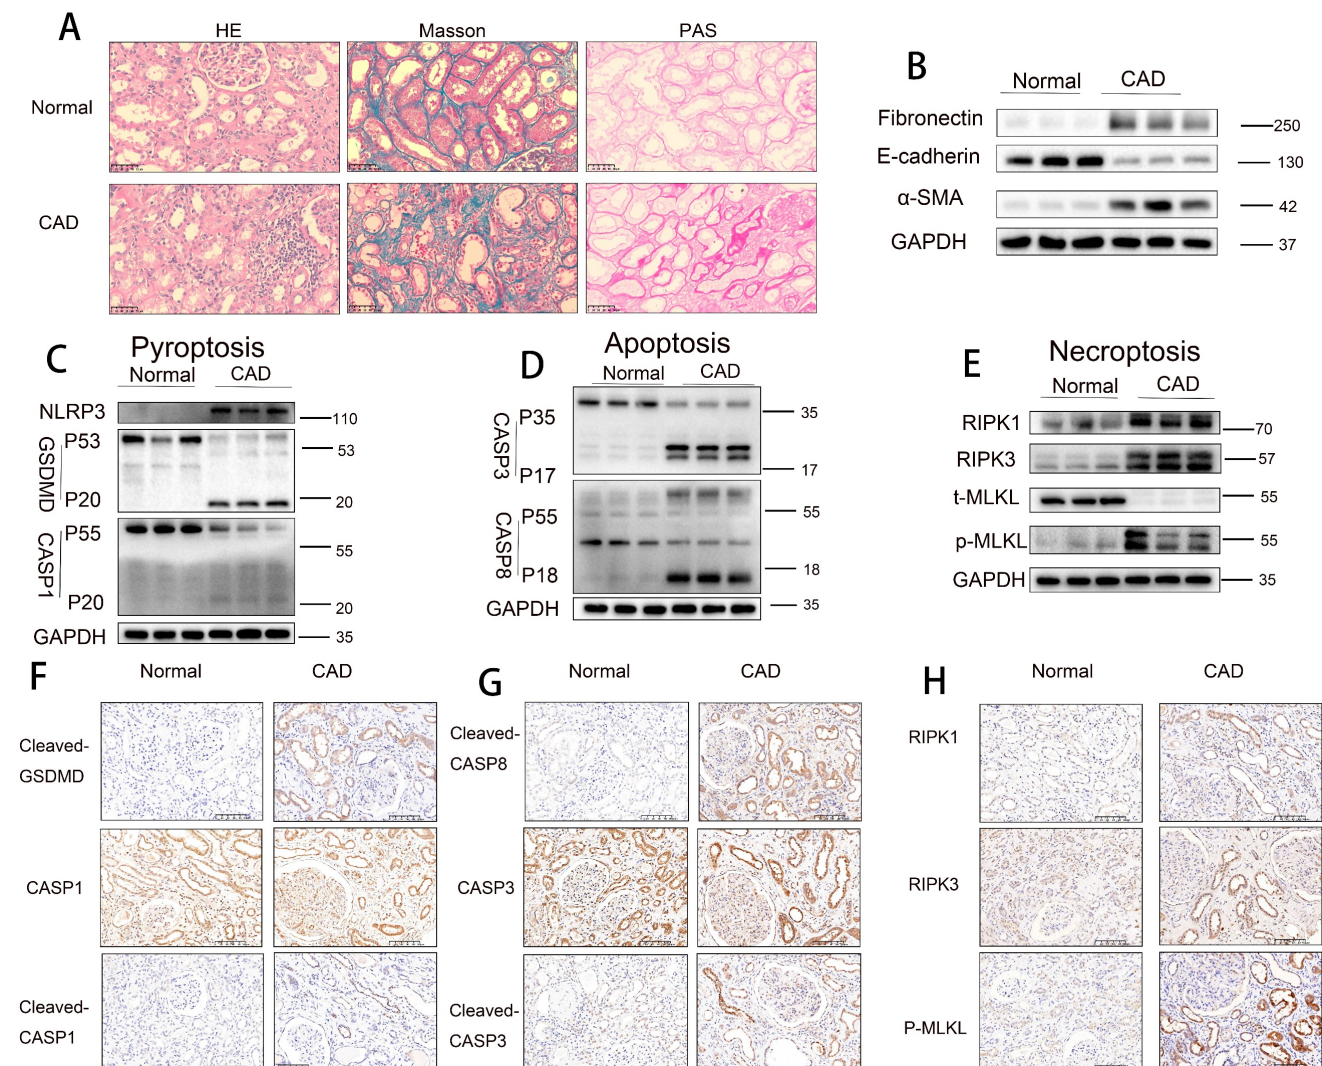 A
HE
Masson
PAS
Normal
CAD
B
Normal
CAD
Fibronectin
250
E-cadherin
130
α-SMA
42
GAPDH
37
C
Pyroptosis
Normal
CAD
NLRP3
110
GSDMD
P53
53
P20
20
CASP1
P55
55
P20
20
GAPDH
35
D
Apoptosis
Normal
CAD
CASP3
P35
35
P17
17
CASP8
P55
55
P18
18
GAPDH
35
E
Necroptosis
Normal
CAD
RIPK1
70
RIPK3
57
t-MLKL
55
p-MLKL
55
GAPDH
35
F
Normal
CAD
Cleaved-
GSDMD
CASP1
Cleaved-
CASP1
G
Normal
CAD
Cleaved-
CASP8
CASP3
Cleaved-
CASP3
H
Normal
CAD
RIPK1
RIPK3
P-MLKL